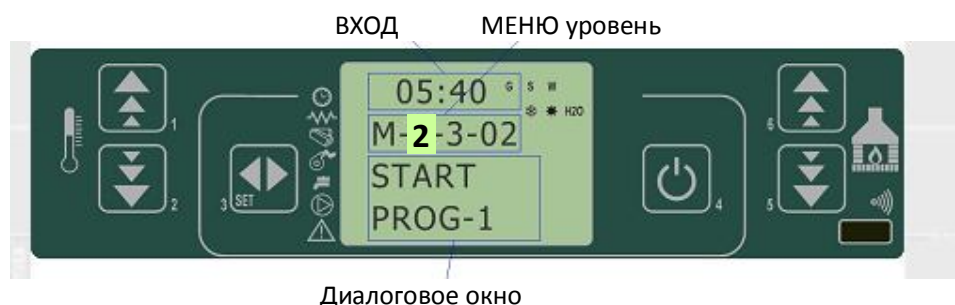 ВХОД МЕНЮ уровень
05:40 G S W
H2O
M-2-3-02
START
PROG-1
1
2
3 SET
4
6
5
Диалоговое окно